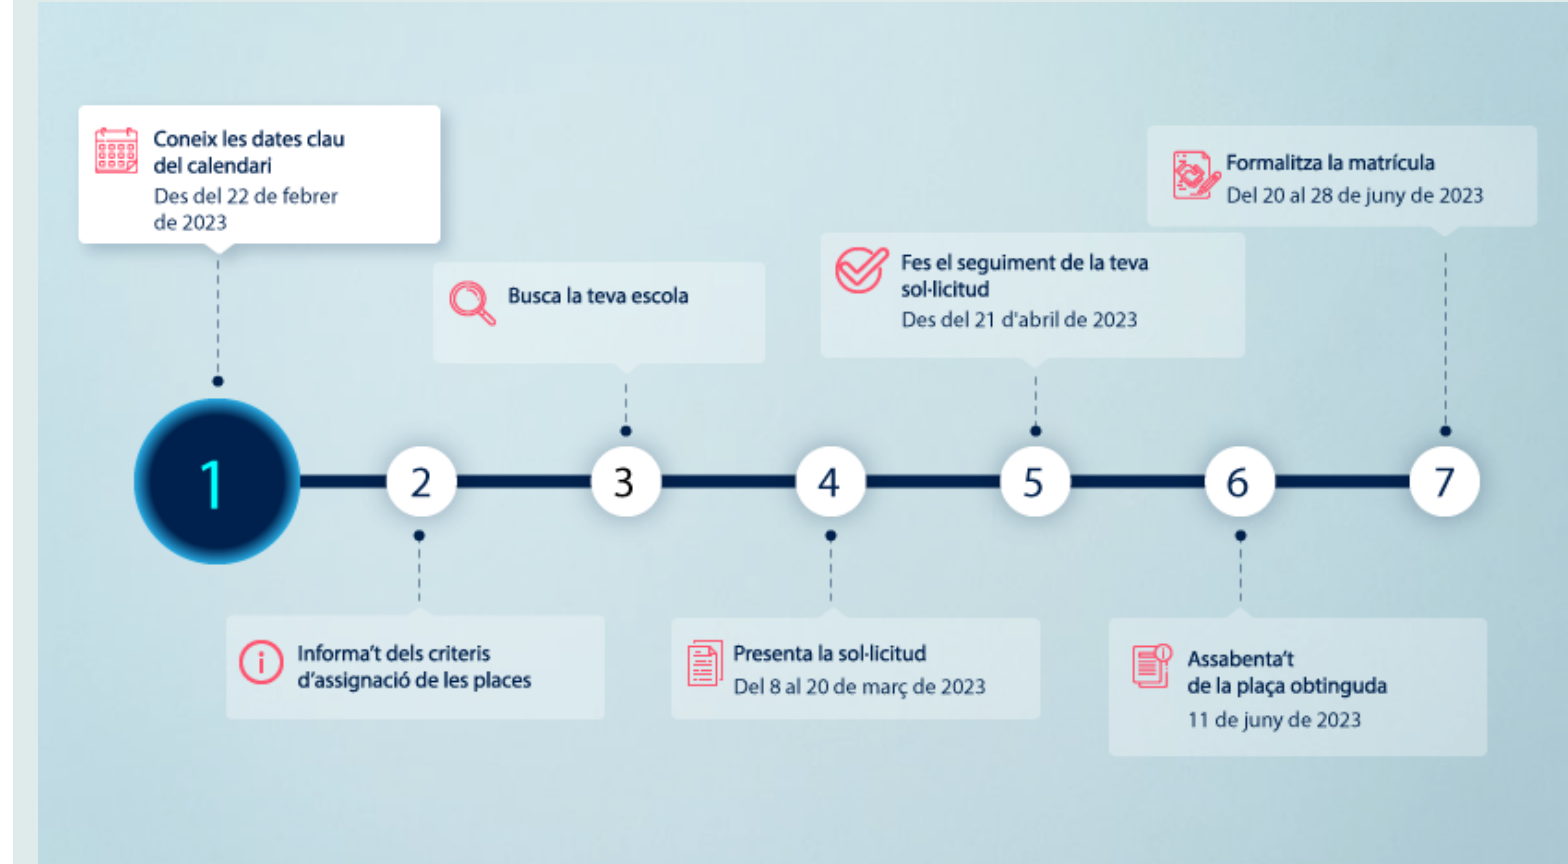 Coneix les dates clau
del calendari
Des del 22 de febrer
de 2023
Busca la teva escola
Fes el seguiment de la teva
sol·licitud
Des del 21 d'abril de 2023
Formalitza la matrícula
Del 20 al 28 de juny de 2023
1
2
3
4
5
6
7
Informa't dels criteris
d'assignació de les places
Presenta la sol·licitud
Del 8 al 20 de març de 2023
Assabenta't
de la plaça obtinguda
11 de juny de 2023